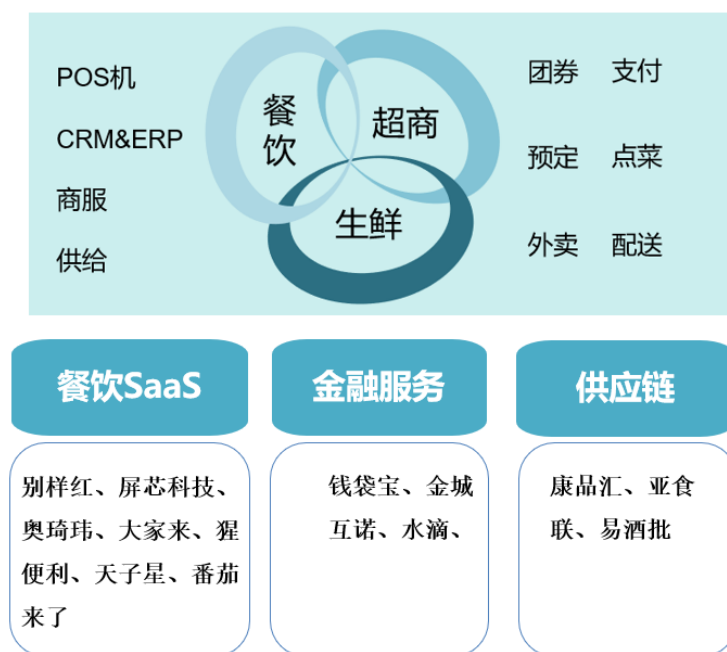 POS机
CRM&ERP
商服
供给
餐
饮
超商
生鲜
团券 支付
预定 点菜
外卖 配送
餐饮SaaS
别样红、屏芯科技、
奥琦玮、大家来、猩
便利、天子星、番茄
来了
金融服务
钱袋宝、金城
互诺、水滴、
供应链
康品汇、亚食
联、易酒批